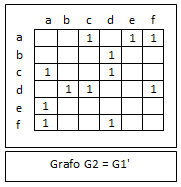 a b c d e f
a 1 1 1
b 1
c 1 1
d 1 1 1
e 1
f 1 1
Grafo G2 = G1'